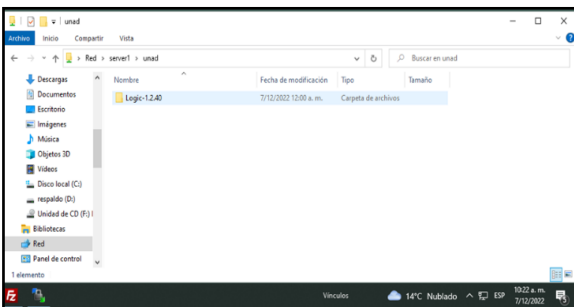 unad
Archivo Inicio Compartir Vista
Red > server1 > unad
Buscar en unad
Nombre Fecha de modificación Tipo Tamaño
Logic-1.2.40 7/12/2022 12:00 a. m. Carpeta de archivos
Descargas
Documentos
Escritorio
Imágenes
Música
Objetos 3D
Vídeos
Disco local (C:)
respaldo (D:)
Unidad de CD (F:) I
Bibliotecas
Red
Panel de control
1 elemento
Fz
Vínculos 14°C Nublado ESP 10:22 a. m.
7/12/2022